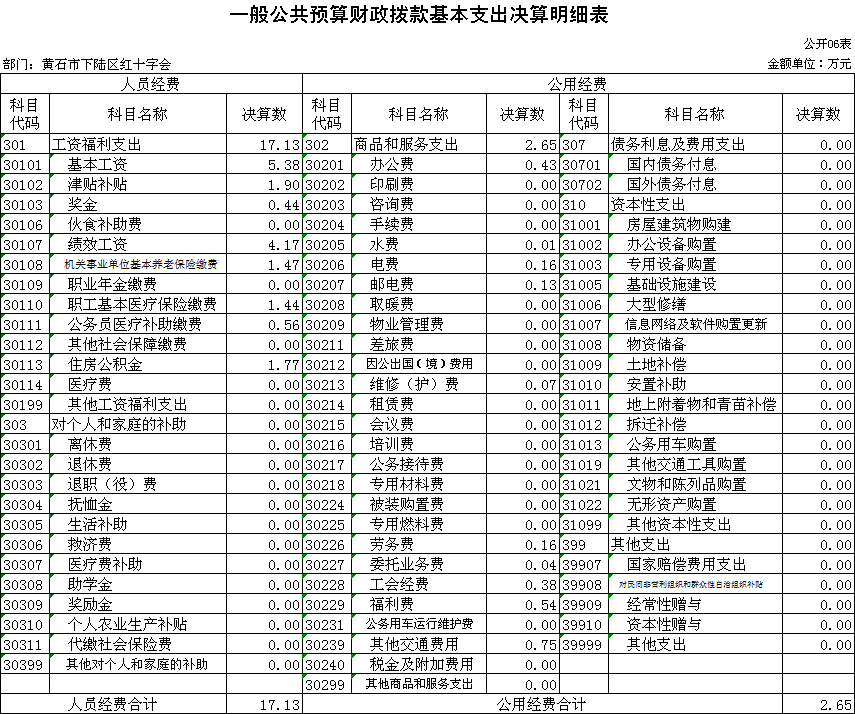 一般公共预算财政拨款基本支出决算明细表
公开06表
部门：黄石市下陆区红十字会 金额单位：万元
人员经费 公用经费
科目代码 科目名称 决算数 科目代码 科目名称 决算数 科目代码 科目名称 决算数
301 工资福利支出 17.13 302 商品和服务支出 2.65 307 债务利息及费用支出 0.00
30101 基本工资 5.38 30201 办公费 0.43 30701 国内债务付息 0.00
30102 津贴补贴 1.90 30202 印刷费 0.00 30702 国外债务付息 0.00
30103 奖金 0.44 30203 咨询费 0.00 310 资本性支出 0.00
30106 伙食补助费 0.00 30204 手续费 0.00 31001 房屋建筑物购建 0.00
30107 绩效工资 4.17 30205 水费 0.01 31002 办公设备购置 0.00
30108 机关事业单位基本养老保险缴费 1.47 30206 电费 0.16 31003 专用设备购置 0.00
30109 职业年金缴费 0.00 30207 邮电费 0.13 31005 基础设施建设 0.00
30110 职工基本医疗保险缴费 1.44 30208 取暖费 0.00 31006 大型修缮 0.00
30111 公务员医疗补助缴费 0.56 30209 物业管理费 0.00 31007 信息网络及软件购置更新 0.00
30112 其他社会保障缴费 0.00 30211 差旅费 0.00 31008 物资储备 0.00
30113 住房公积金 1.77 30212 因公出国（境）费用 0.00 31009 土地补偿 0.00
30114 医疗费 0.00 30213 维修（护）费 0.07 31010 安置补助 0.00
30199 其他工资福利支出 0.00 30214 租赁费 0.00 31011 地上附着物和青苗补偿 0.00
303 对个人和家庭的补助 0.00 30215 会议费 0.00 31012 拆迁补偿 0.00
30301 离休费 0.00 30216 培训费 0.00 31013 公务用车购置 0.00
30302 退休费 0.00 30217 公务接待费 0.00 31019 其他交通工具购置 0.00
30303 退职（役）费 0.00 30218 专用材料费 0.00 31021 文物和陈列品购置 0.00
30304 抚恤金 0.00 30224 被装购置费 0.00 31022 无形资产购置 0.00
30305 生活补助 0.00 30225 专用燃料费 0.00 31099 其他资本性支出 0.00
30306 救济费 0.00 30226 劳务费 0.16 399 其他支出 0.00
30307 医疗费补助 0.00 30227 委托业务费 0.04 39907 国家赔偿费用支出 0.00
30308 助学金 0.00 30228 工会经费 0.38 39908 对民间非营利组织和群众性自治组织补贴 0.00
30309 奖励金 0.00 30229 福利费 0.54 39909 经常性赠与 0.00
30310 个人农业生产补贴 0.00 30231 公务用车运行维护费 0.00 39910 资本性赠与 0.00
30311 代缴社会保险费 0.00 30239 其他交通费用 0.75 39999 其他支出 0.00
30399 其他对个人和家庭的补助 0.00 30240 税金及附加费用 0.00
30299 其他商品和服务支出 0.00
人员经费合计 17.13 公用经费合计 2.65